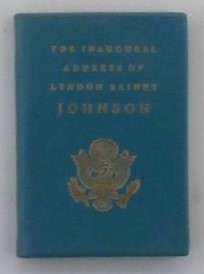 THE INAUGURAL
ADDRESS OF
LYNDON BAINES
JOHNSON